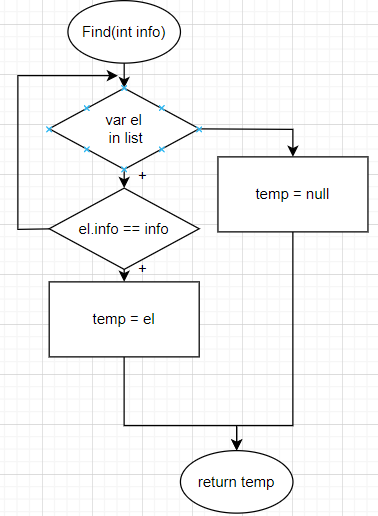 Find(int info)
var el
in list
+
temp = null
el.info == info
+
temp = el
return temp